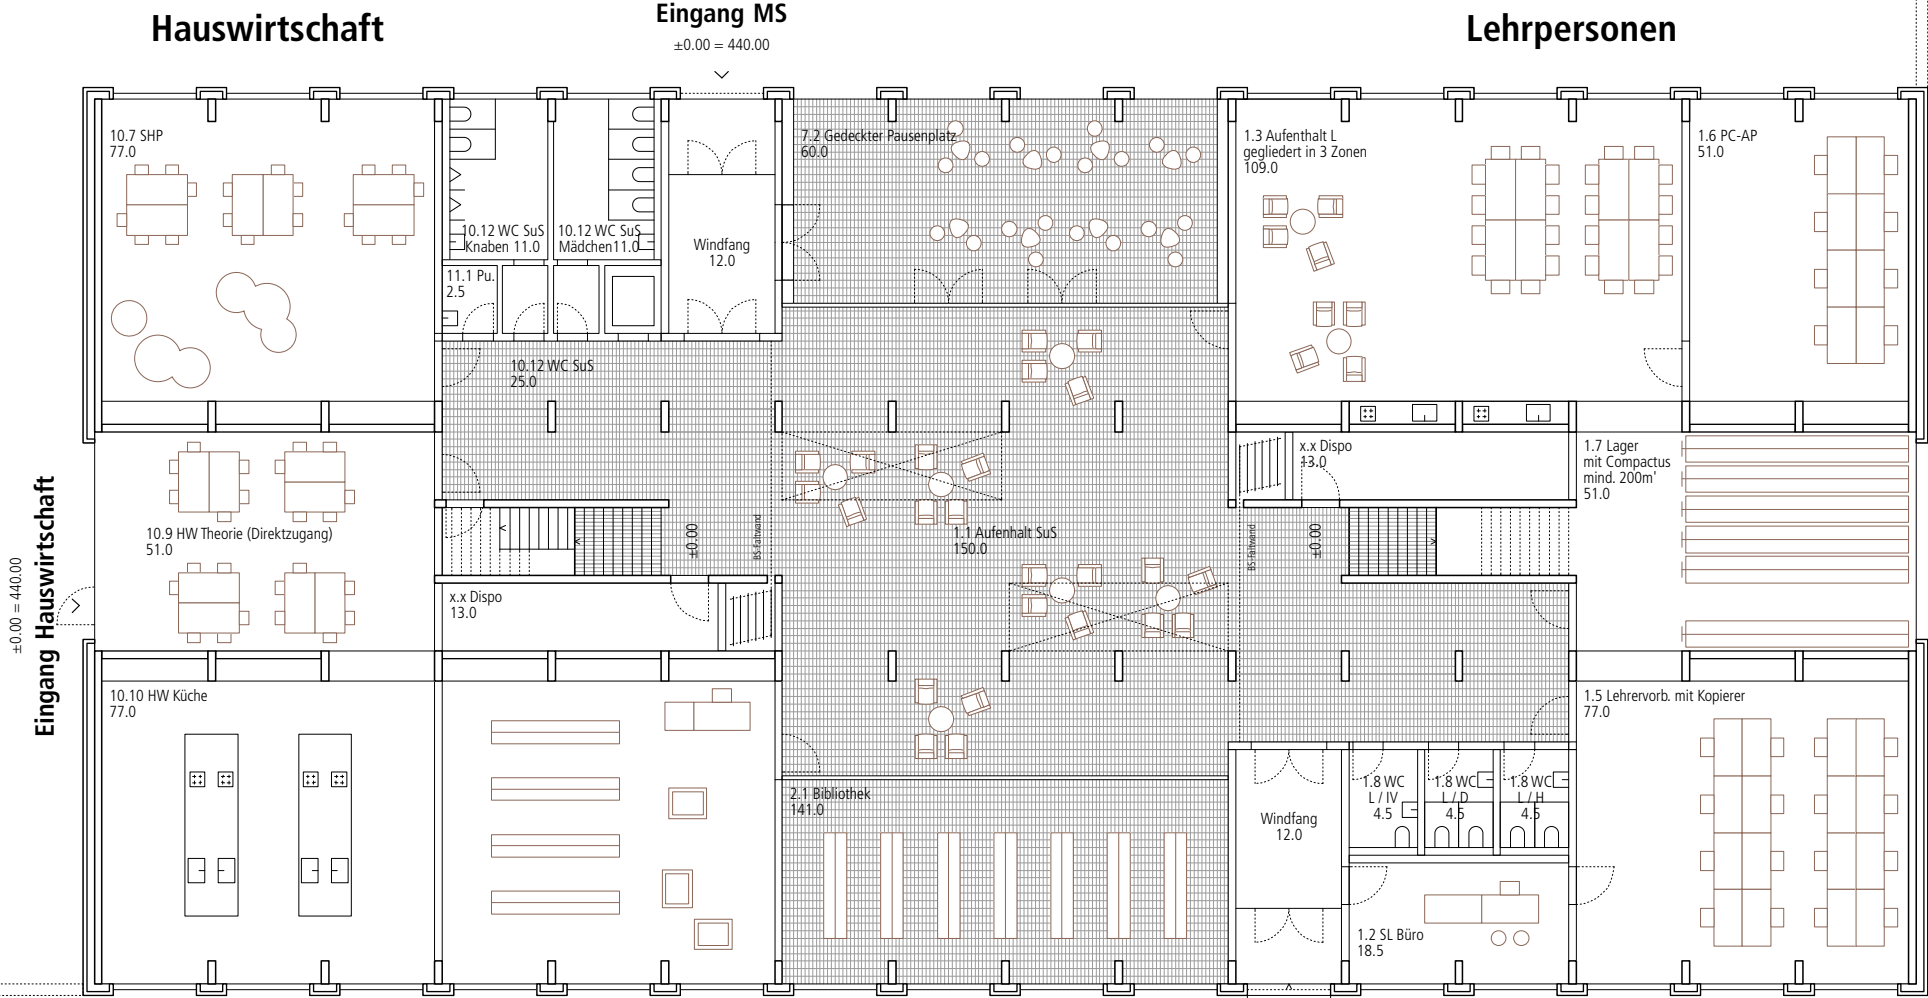 Hauswirtschaft
Eingang MS
±0.00 = 440.00
Lehrpersonen
10.7 SHP
77.0
10.12 WC SuS
Knaben 11.0
10.12 WC SuS
Mädchen11.0
11.1 Pu.
2.5
Windfang
12.0
7.2 Gedeckter Pausenplatz
60.0
1.3 Aufenthalt L
gegliedert in 3 Zonen
109.0
1.6 PC-AP
51.0
10.12 WC SuS
25.0
x.x Dispo
13.0
1.7 Lager
mit Compactus
mind. 200m'
51.0
10.9 HW Theorie (Direktzugang)
51.0
±0.00
BS-Faltwand
1.1 Aufenthalt SuS
150.0
BS-Faltwand
±0.00
±0.00 = 440.00
Eingang Hauswirtschaft
x.x Dispo
13.0
10.10 HW Küche
77.0
1.5 Lehrervorb. mit Kopierer
77.0
2.1 Bibliothek
141.0
Windfang
12.0
1.8 WC
L / IV
4.5
1.8 WC
L / D
4.5
1.8 WC
L / H
4.5
1.2 SL Büro
18.5